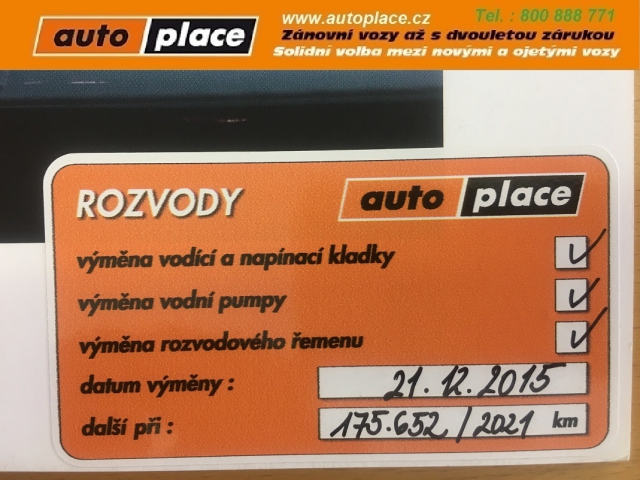 auto place
www.autoplace.cz
Tel. : 800 888 771
Zánovní vozy až s dvouletou zárukou
Solidní volba mezi novými a ojetými vozy
ROZVODY auto place
výměna vodící a napínací kladky
výměna vodní pumpy
výměna rozvodového řemenu
datum výměny : 21.12.2015
další při : 175.652/2021 km